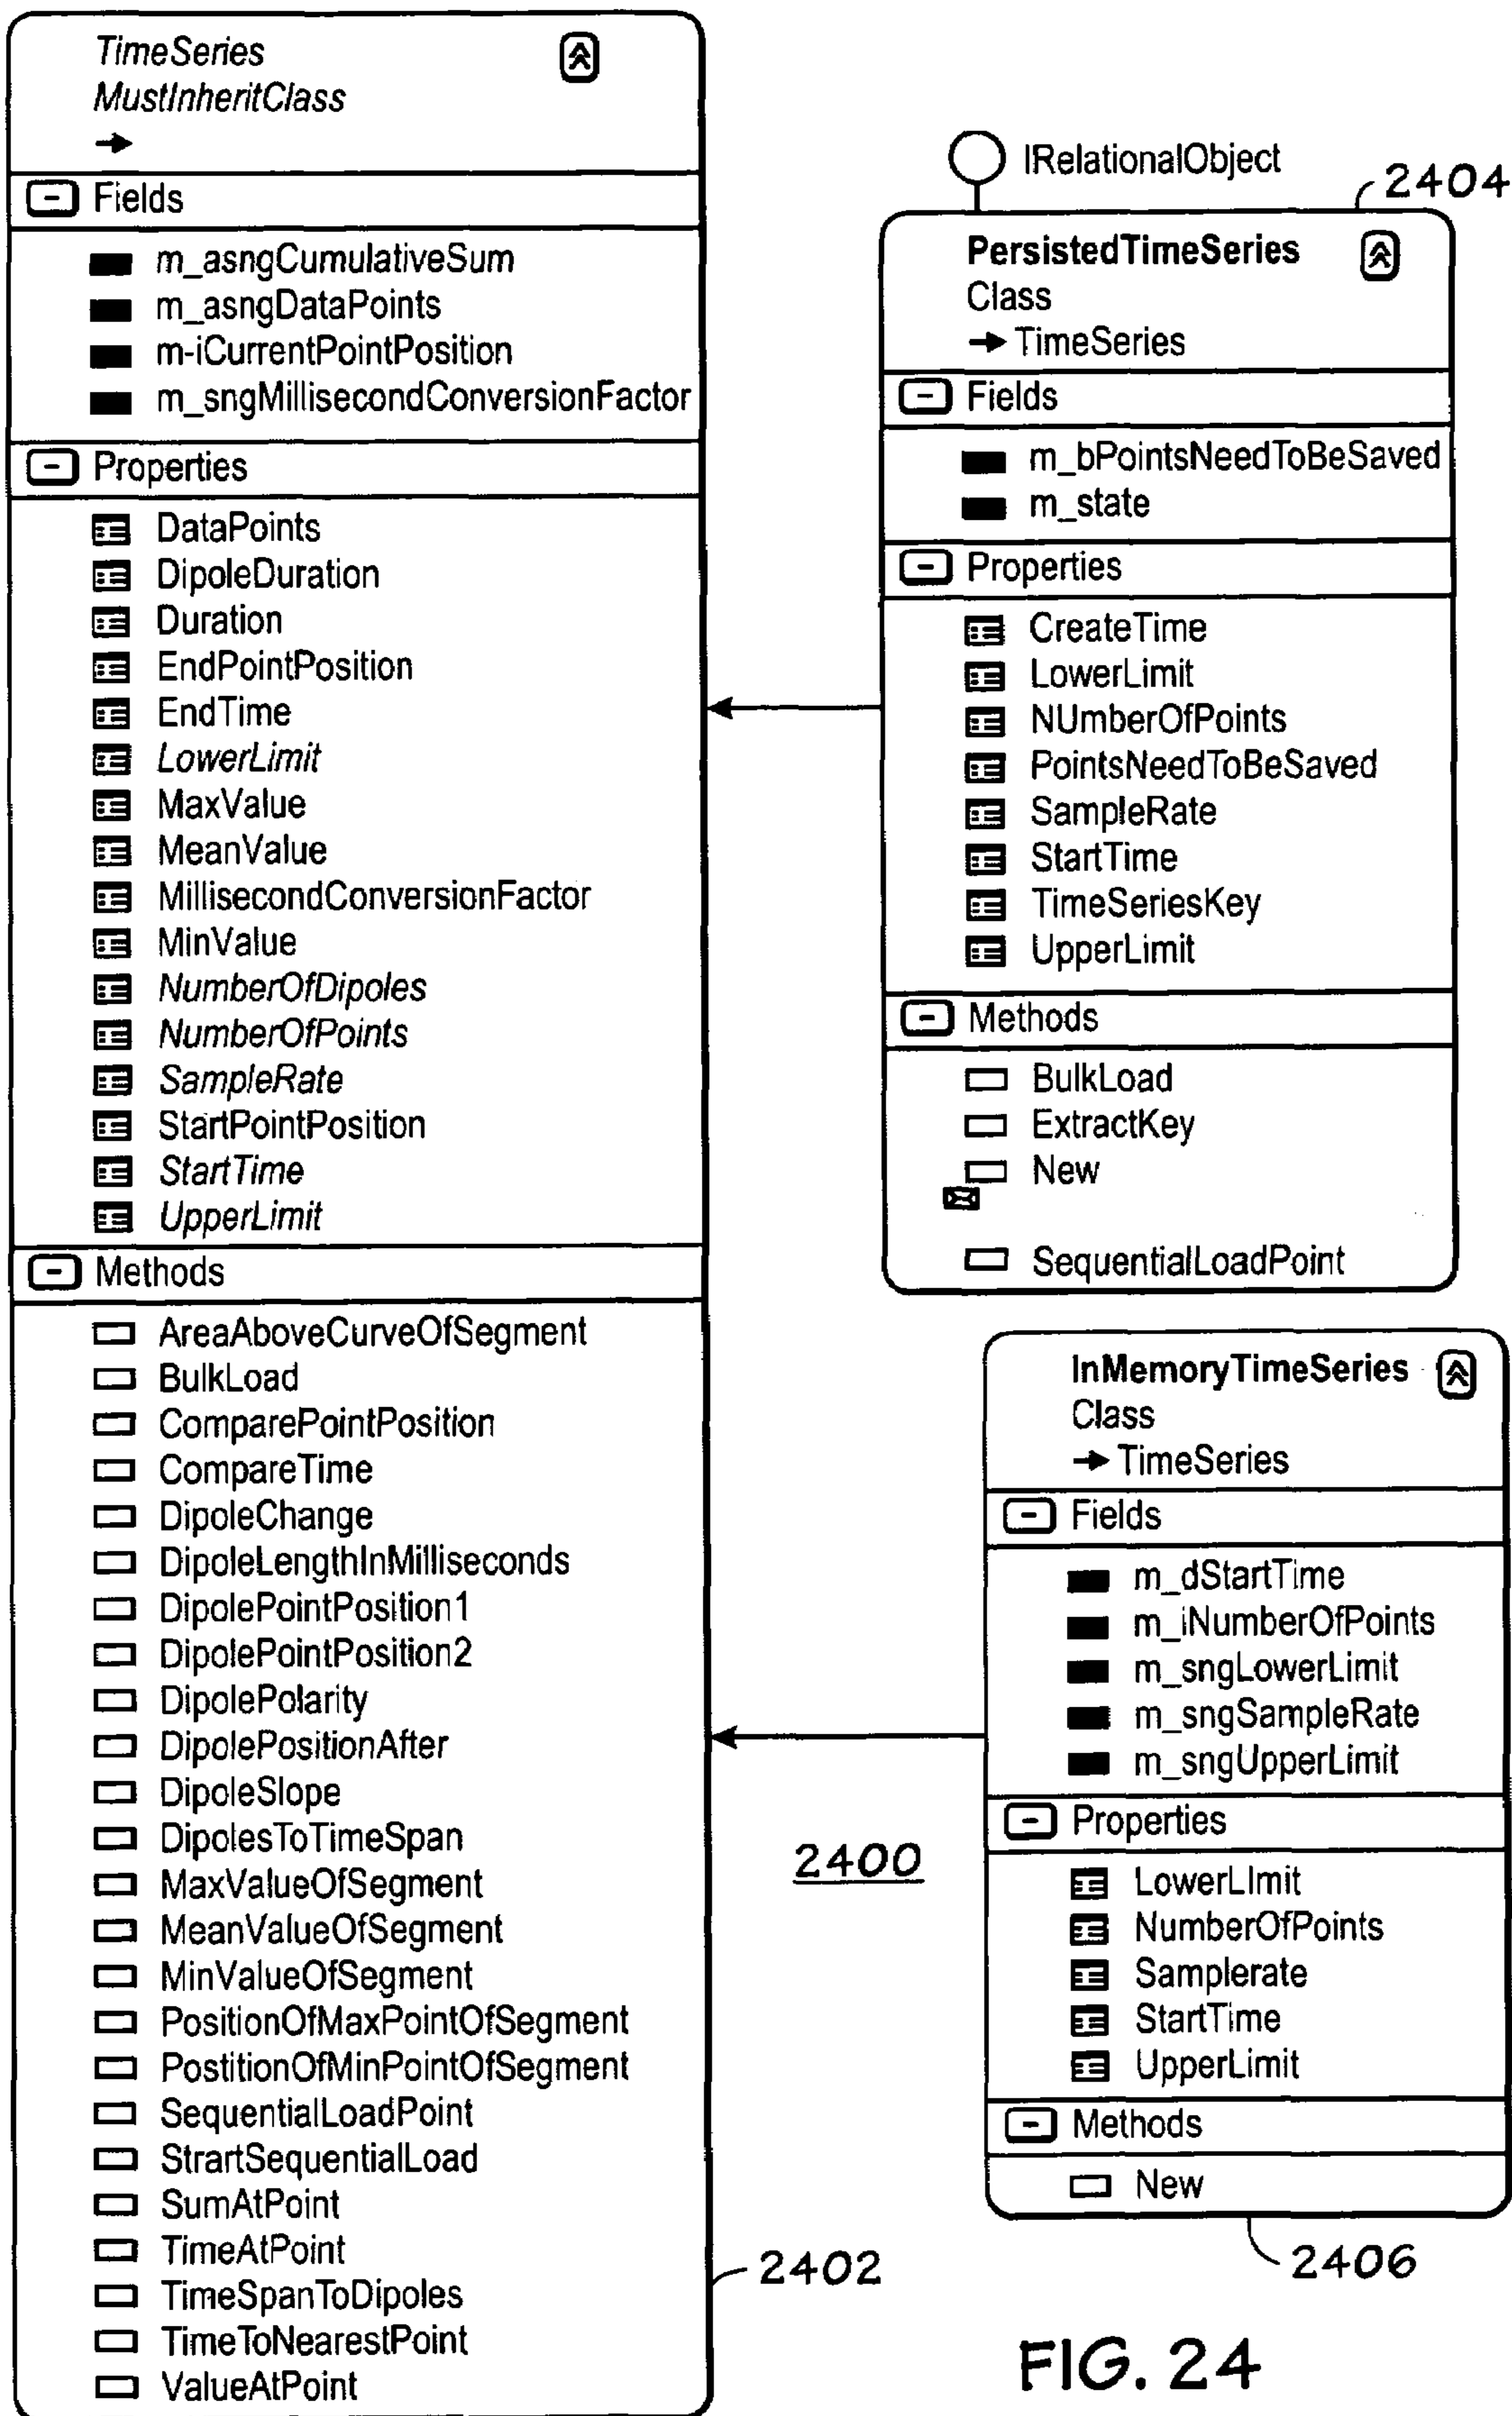 TimeSeries
MustInheritClass
Fields
m_asngCumulativeSum
m_asngDataPoints
m-iCurrentPointPosition
m_sngMillisecondConversionFactor
Properties
DataPoints
DipoleDuration
Duration
EndPointPosition
EndTime
LowerLimit
MaxValue
MeanValue
MillisecondConversionFactor
MinValue
NumberOfDipoles
NumberOfPoints
SampleRate
StartPointPosition
StartTime
UpperLimit
Methods
AreaAboveCurveOfSegment
BulkLoad
ComparePointPosition
CompareTime
DipoleChange
DipoleLengthInMilliseconds
DipolePointPosition1
DipolePointPosition2
DipolePolarity
DipolePositionAfter
DipoleSlope
DipolesToTimeSpan
MaxValueOfSegment
MeanValueOfSegment
MinValueOfSegment
PositionOfMaxPointOfSegment
PostitionOfMinPointOfSegment
SequentialLoadPoint
StrartSequentialLoad
SumAtPoint
TimeAtPoint
TimeSpanToDipoles
TimeToNearestPoint
ValueAtPoint
2402
IRelationalObject
2404
PersistedTimeSeries
Class
TimeSeries
Fields
m_bPointsNeedToBeSaved
m_state
Properties
CreateTime
LowerLimit
NUmberOfPoints
PointsNeedToBeSaved
SampleRate
StartTime
TimeSeriesKey
UpperLimit
Methods
BulkLoad
ExtractKey
New
SequentialLoadPoint
InMemoryTimeSeries
Class
TimeSeries
Fields
m_dStartTime
m_iNumberOfPoints
m_sngLowerLimit
m_sngSampleRate
m_sngUpperLimit
Properties
LowerLImit
NumberOfPoints
Samplerate
StartTime
UpperLimit
Methods
New
2406
2400
FIG. 24